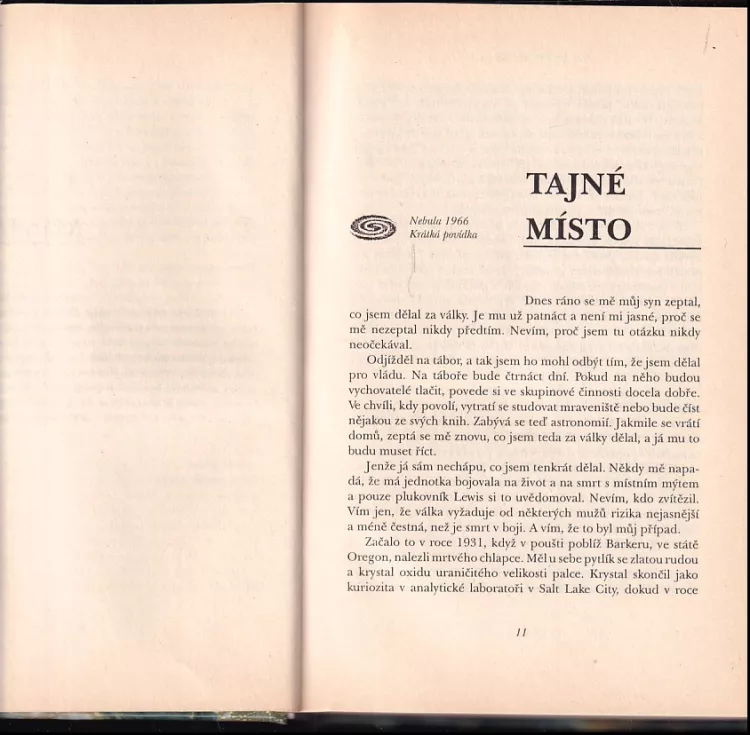 TAJNÉ
MÍSTO
Nebula 1966
Krátká povídka
Dnes ráno se mě můj syn zeptal,
co jsem dělal za války. Je mu už patnáct a není mi jasné, proč se
mě nezeptal nikdy předtím. Nevím, proč jsem tu otázku nikdy
neočekával.
Odjížděl na tábor, a tak jsem ho mohl odbýt tím, že jsem dělal
pro vládu. Na táboře bude čtrnáct dní. Pokud na něho budou
vychovatelé tlačit, povede si ve skupinové činnosti docela dobře.
Ve chvíli, kdy povolí, vytratí se studovat mraveniště nebo bude číst
nějakou ze svých knih. Zabývá se teď astronomií. Jakmile se vrátí
domů, zeptá se mě znovu, co jsem teda za války dělal, a já mu to
budu muset říct.
Jenže já sám nechápu, co jsem tenkrát dělal. Někdy mě napa-
dá, že má jednotka bojovala na život a na smrt s místním mýtem
a pouze plukovník Lewis si to uvědomoval. Nevím, kdo zvítězil.
Vím jen, že válka vyžaduje od některých mužů rizika nejasnější
a méně čestná, než je smrt v boji. A vím, že to byl můj případ.
Začalo to v roce 1931, když v poušti poblíž Barkeru, ve státě
Oregon, nalezli mrtvého chlapce. Měl u sebe pytlík se zlatou rudou
a krystal oxidu uraničitého velikosti palce. Krystal skončil jako
kuriozita v analytické laboratoři v Salt Lake City, dokud v roce
11